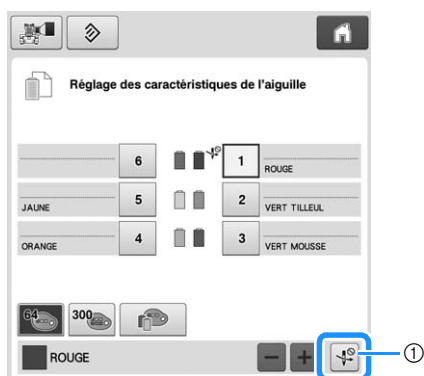 Réglage des caractéristiques de l'aiguille
6
1
ROUGE
JAUNE
5
2
VERT TILLEUL
ORANGE
4
3
VERT MOUSSE
64
300
ROUGE
- +
①